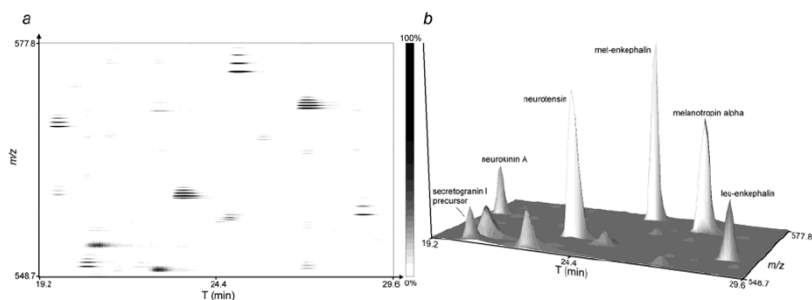 a
577.8
100%
m/z
548.7
0%
19.2
24.4
29.6
T (min)
b
met-enkephalin
neurotensin
melanotropin alpha
neurokinin A
leu-enkephalin
secretogranin I
precursor
19.2
24.4
T (min)
29.6
548.7
m/z
577.8